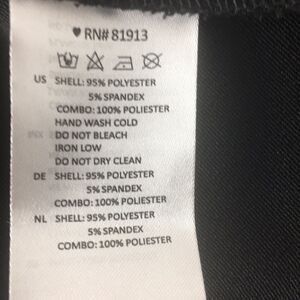 ♥ RN# 81913
US SHELL: 95% POLYESTER
5% SPANDEX
COMBO: 100% POLIESTER
HAND WASH COLD
DO NOT BLEACH
IRON LOW
DO NOT DRY CLEAN
DE SHELL: 95% POLYESTER
5% SPANDEX
COMBO: 100% POLIESTER
NL SHELL: 95% POLYESTER
5% SPANDEX
COMBO: 100% POLIESTER